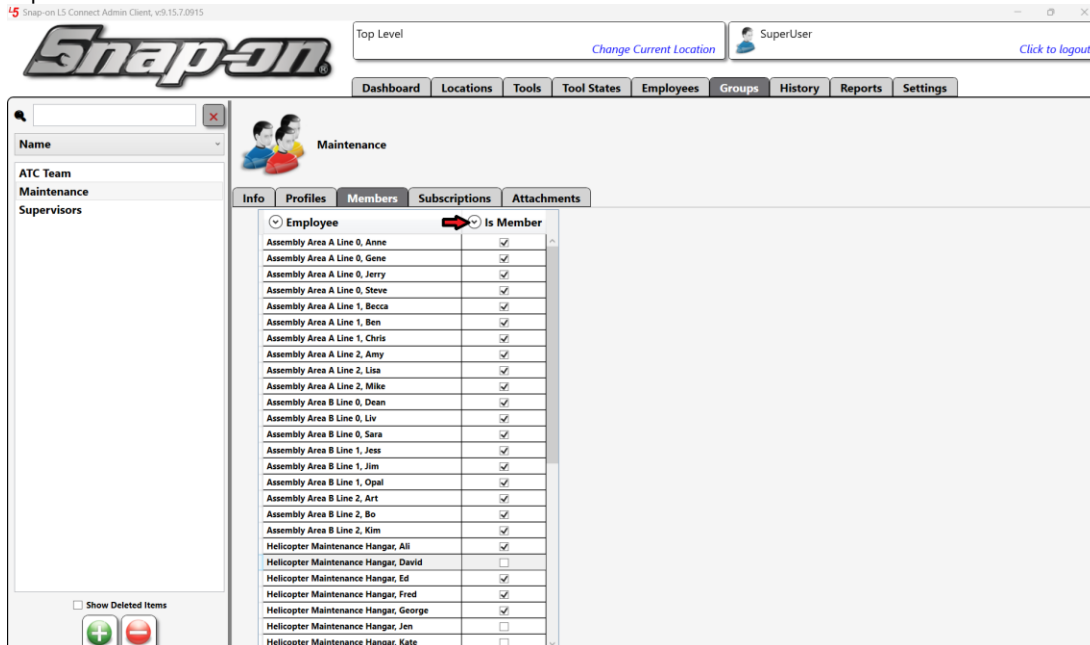 L5 Snap-on L5 Connect Admin Client, v:9.15.7.0915
Snap-on
Top Level
Change Current Location
SuperUser
Click to logout
Dashboard Locations Tools Tool States Employees Groups History Reports Settings
Name
ATC Team
Maintenance
Supervisors
Show Deleted Items
Maintenance
Info Profiles Members Subscriptions Attachments
Employee Is Member
Assembly Area A Line 0, Anne
Assembly Area A Line 0, Gene
Assembly Area A Line 0, Jerry
Assembly Area A Line 0, Steve
Assembly Area A Line 1, Becca
Assembly Area A Line 1, Ben
Assembly Area A Line 1, Chris
Assembly Area A Line 2, Amy
Assembly Area A Line 2, Lisa
Assembly Area A Line 2, Mike
Assembly Area B Line 0, Dean
Assembly Area B Line 0, Liv
Assembly Area B Line 0, Sara
Assembly Area B Line 1, Jess
Assembly Area B Line 1, Jim
Assembly Area B Line 1, Opal
Assembly Area B Line 2, Art
Assembly Area B Line 2, Bo
Assembly Area B Line 2, Kim
Helicopter Maintenance Hangar, Ali
Helicopter Maintenance Hangar, David
Helicopter Maintenance Hangar, Ed
Helicopter Maintenance Hangar, Fred
Helicopter Maintenance Hangar, George
Helicopter Maintenance Hangar, Jen
Helicopter Maintenance Hangar, Kate